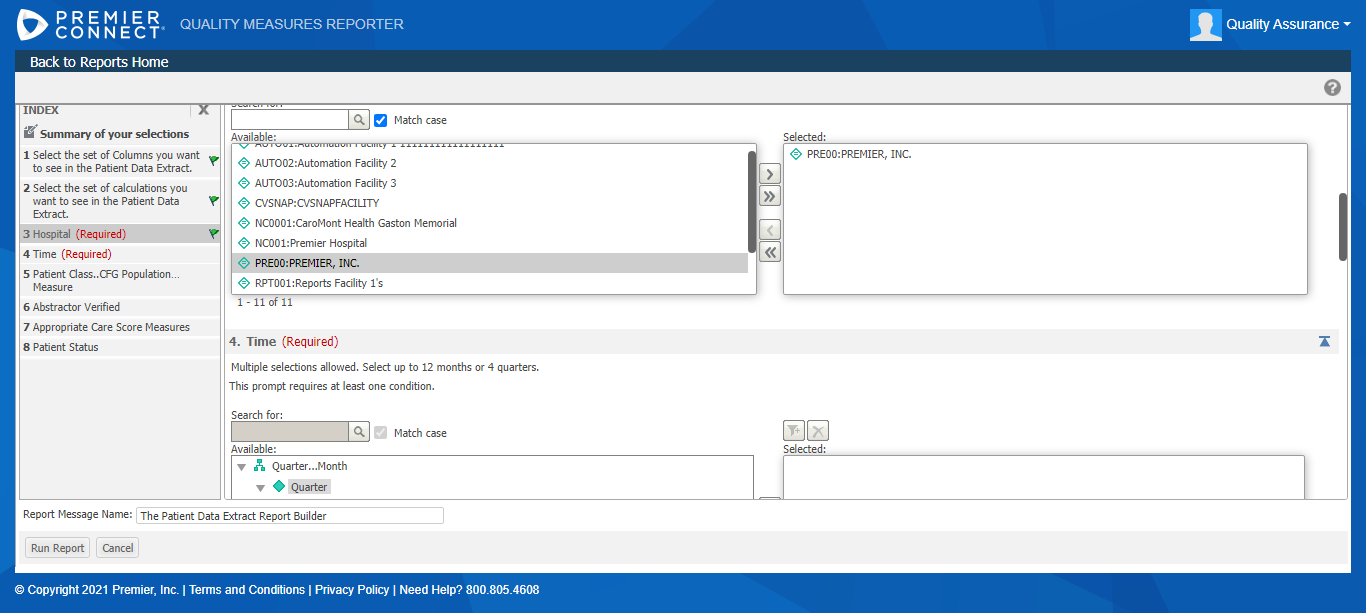 PREMIER
CONNECT
QUALITY MEASURES REPORTER
Quality Assurance
Back to Reports Home
INDEX
Summary of your selections
1 Select the set of Columns you want
to see in the Patient Data Extract.
2 Select the set of calculations you
want to see in the Patient Data
Extract.
3 Hospital (Required)
4 Time (Required)
5 Patient Class..CFG Population...
Measure
6 Abstractor Verified
7 Appropriate Care Score Measures
8 Patient Status
Search for:
Match case
Available:
AUTO01:Automation Facility 1
AUTO02:Automation Facility 2
AUTO03:Automation Facility 3
CVSNAP:CVSNAPFACILITY
NC0001:CaroMont Health Gaston Memorial
NC001:Premier Hospital
PRE00:PREMIER, INC.
RPT001:Reports Facility 1's
1 - 11 of 11
Selected:
PRE00:PREMIER, INC.
4. Time (Required)
Multiple selections allowed. Select up to 12 months or 4 quarters.
This prompt requires at least one condition.
Search for:
Match case
Available:
Quarter...Month
Quarter
Selected:
Report Message Name: The Patient Data Extract Report Builder
Run Report Cancel
© Copyright 2021 Premier, Inc. | Terms and Conditions | Privacy Policy | Need Help? 800.805.4608